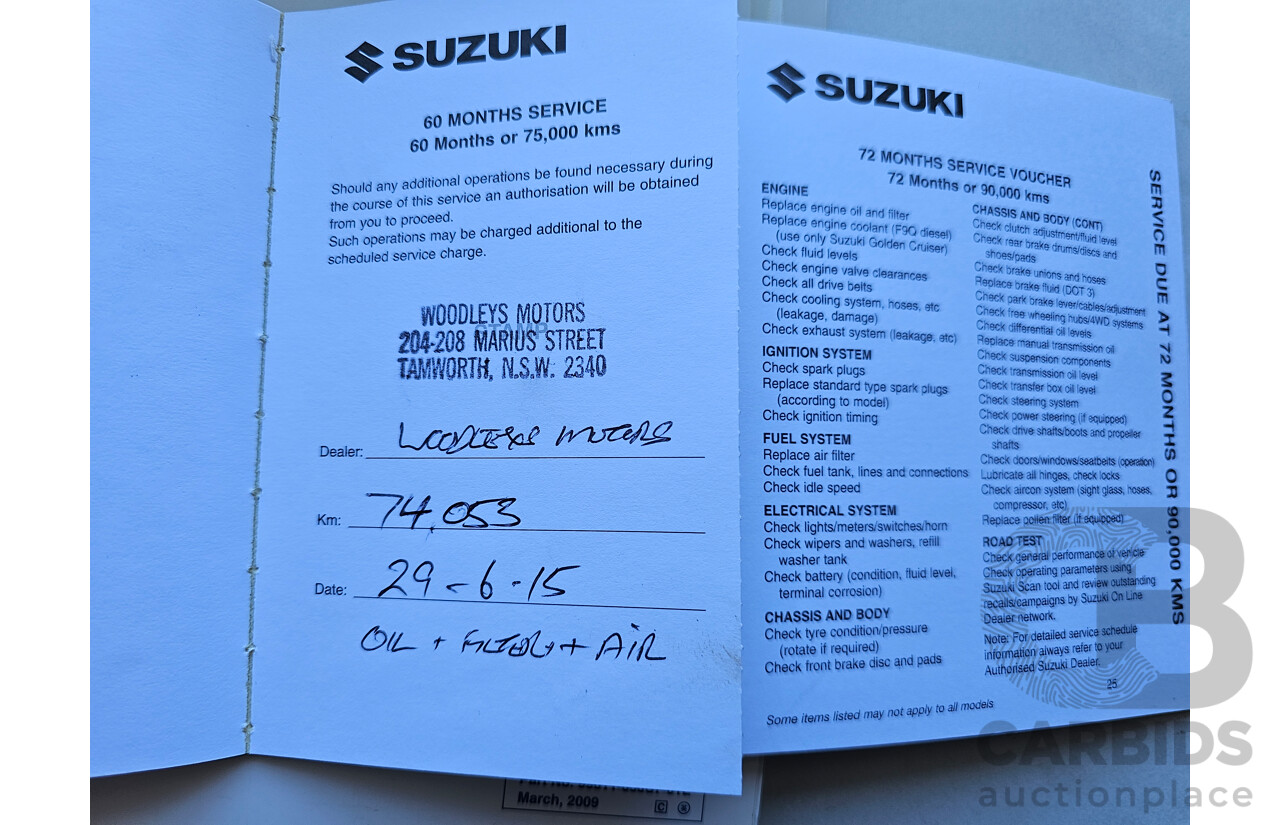 SUZUKI
60 MONTHS SERVICE
60 Months or 75,000 kms
Should any additional operations be found necessary during
the course of this service an authorisation will be obtained
from you to proceed.
Such operations may be charged additional to the
scheduled service charge.
STAMP
WOODLEYS MOTORS
204-208 MARIUS STREET
TAMWORTH, N.S.W. 2340
Dealer: WOODLEYS MOTORS
Km: 74,053
Date: 29-6-15
OIL + FILTER + AIR
SUZUKI
72 MONTHS SERVICE VOUCHER
72 Months or 90,000 kms
ENGINE
Replace engine oil and filter
Replace engine coolant (F9Q diesel)
(use only Suzuki Golden Cruiser)
Check fluid levels
Check engine valve clearances
Check all drive belts
Check cooling system, hoses, etc
(leakage, damage)
Check exhaust system (leakage, etc)
IGNITION SYSTEM
Check spark plugs
Replace standard type spark plugs
(according to model)
Check ignition timing
FUEL SYSTEM
Replace air filter
Check fuel tank, lines and connections
Check idle speed
ELECTRICAL SYSTEM
Check lights/meters/switches/horn
Check wipers and washers, refill
washer tank
Check battery (condition, fluid level,
terminal corrosion)
CHASSIS AND BODY
Check tyre condition/pressure
(rotate if required)
Check front brake disc and pads
CHASSIS AND BODY (CONT)
Check clutch adjustment/fluid level
Check rear brake drums/discs and
shoes/pads
Check brake unions and hoses
Replace brake fluid (DOT 3)
Check park brake lever/cables/adjustment
Check free wheeling hubs/4WD systems
Check differential oil levels
Replace manual transmission oil
Check suspension components
Check transmission oil level
Check transfer box oil level
Check steering system
Check power steering (if equipped)
Check drive shafts/boots and propeller
shafts
Check doors/windows/seatbelts (operation)
Lubricate all hinges, check locks
Check aircon system (sight glass, hoses,
compressor, etc)
Replace pollen filter (if equipped)
ROAD TEST
Check general performance of vehicle
Check operating parameters using
Suzuki Scan tool and review outstanding
recalls/campaigns by Suzuki On Line
Dealer network.
Note: For detailed service schedule
information always refer to your
Authorised Suzuki Dealer.
25
Some items listed may not apply to all models
SERVICE DUE AT 72 MONTHS OR 90,000 KMS
March, 2009
CARBIDS
auctionplace